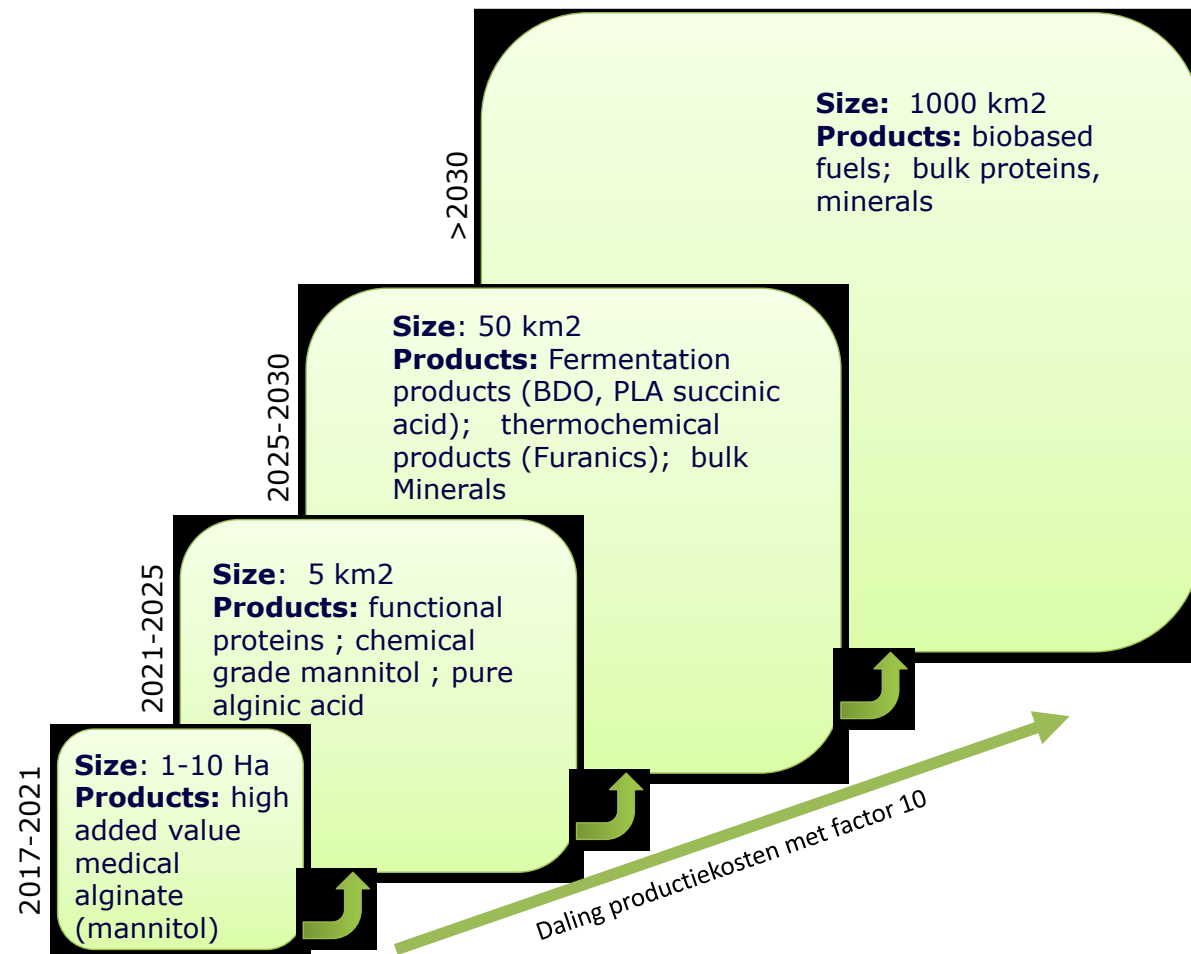 2017-2021
Size: 1-10 Ha
Products: high
added value
medical
alginate
(mannitol)
2021-2025
Size:  5 km2
Products: functional
proteins ; chemical
grade mannitol ; pure
alginic acid
2025-2030
Size: 50 km2
Products: Fermentation
products (BDO, PLA succinic
acid);   thermochemical
products (Furanics);  bulk
Minerals
>2030
Size:  1000 km2
Products: biobased
fuels;  bulk proteins,
minerals
Daling productiekosten met factor 10